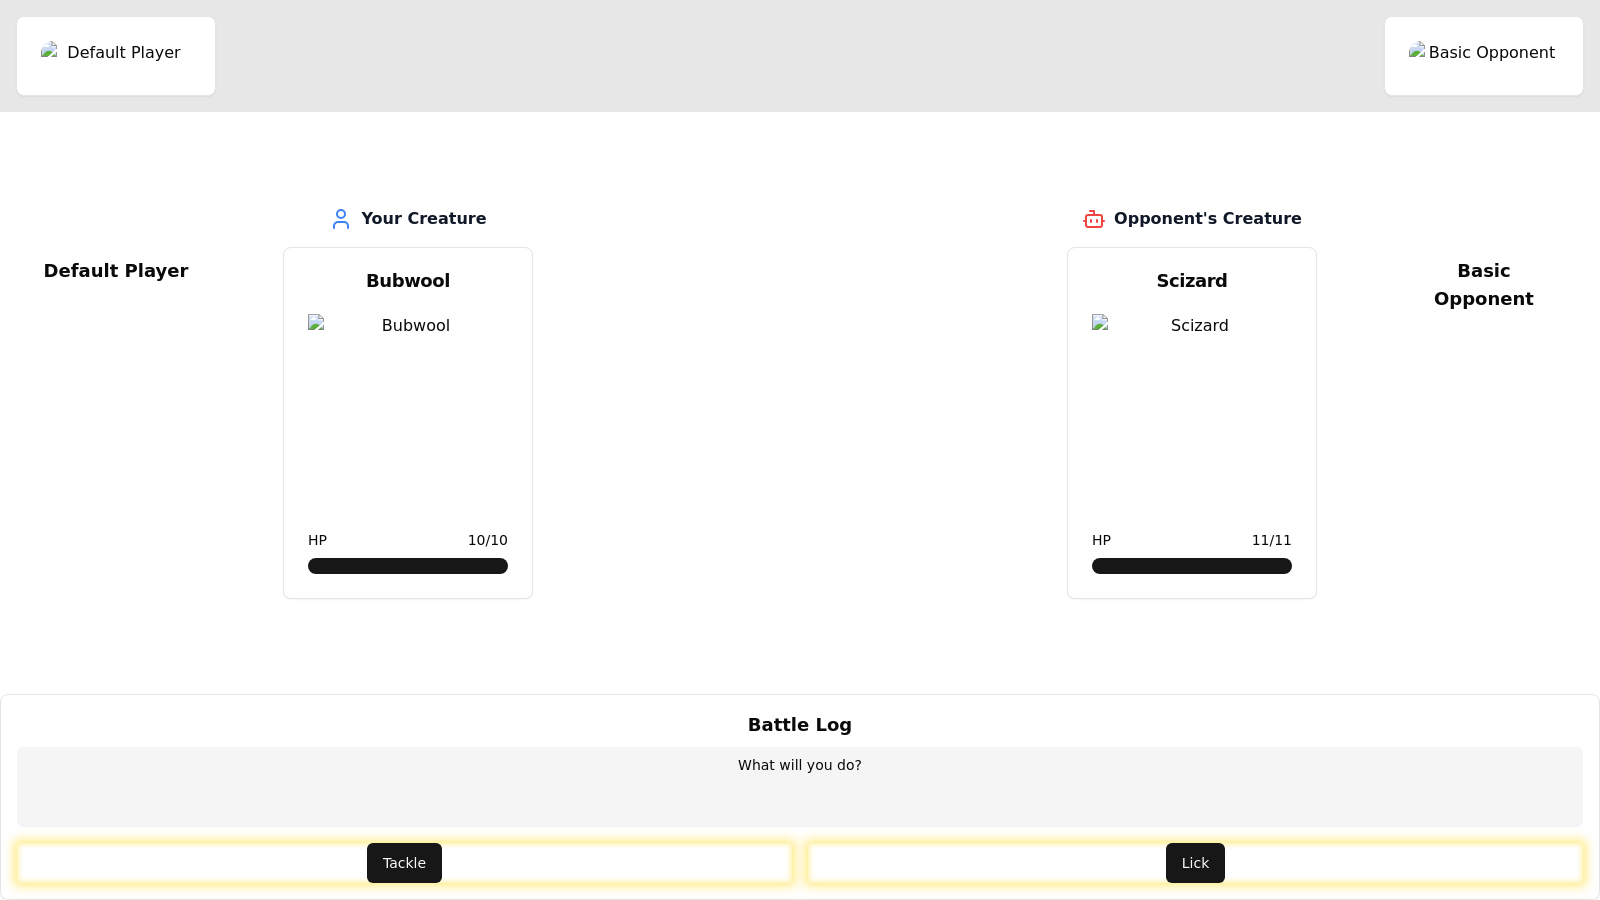 Default Player
Basic Opponent
Your Creature
Opponent's Creature
Default Player
Bubwool
Bubwool
HP 10/10
Scizard
Scizard
HP 11/11
Basic
Opponent
Battle Log
What will you do?
Tackle
Lick